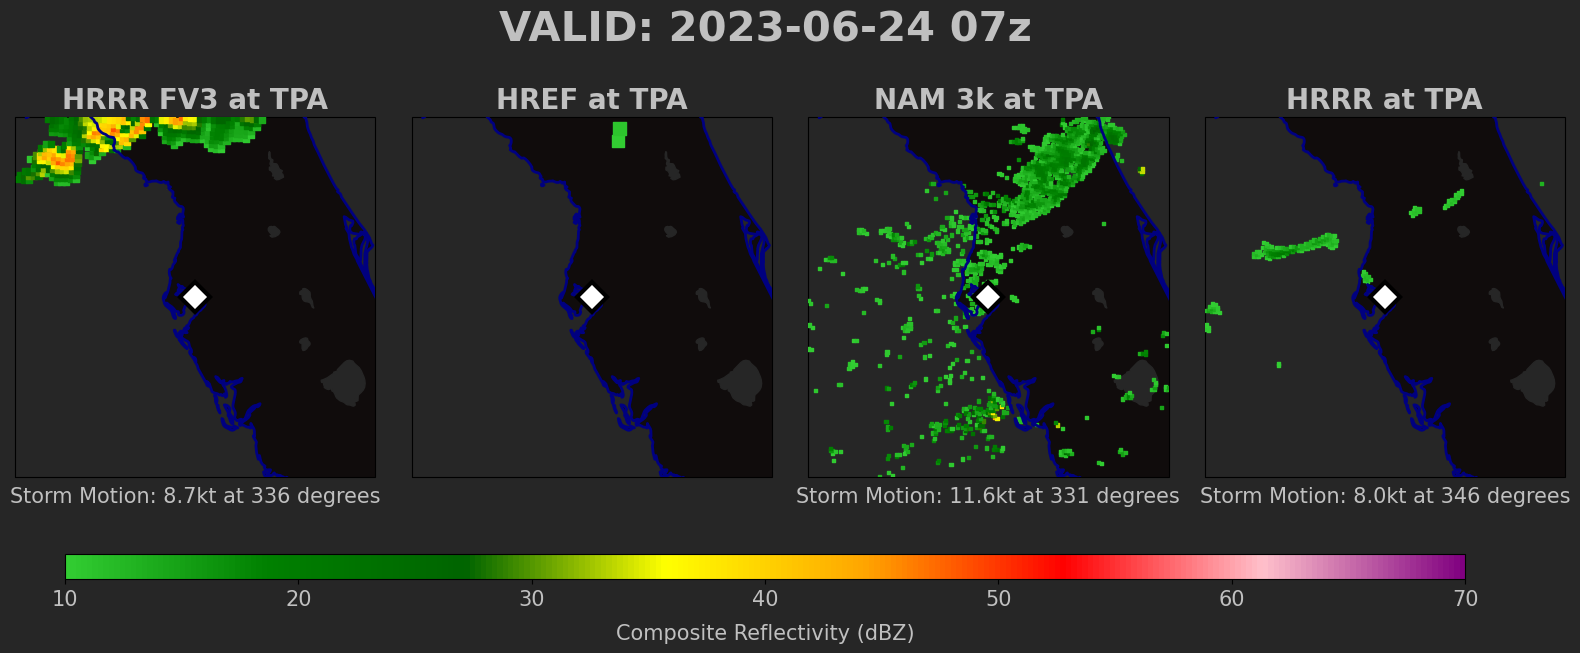 VALID: 2023-06-24 07z
HRRR FV3 at TPA
HREF at TPA
NAM 3k at TPA
HRRR at TPA
Storm Motion: 8.7kt at 336 degrees
Storm Motion: 11.6kt at 331 degrees
Storm Motion: 8.0kt at 346 degrees
10 20 30 40 50 60 70
Composite Reflectivity (dBZ)